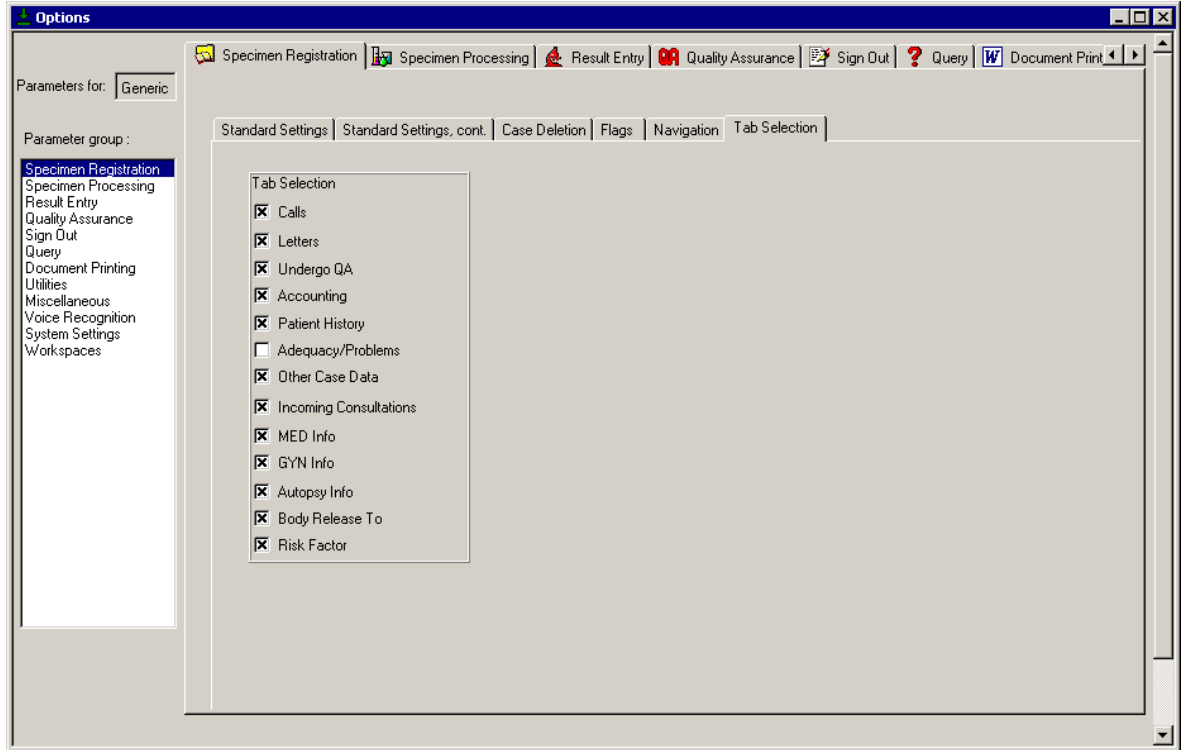 Options
Specimen Registration Specimen Processing Result Entry QA Quality Assurance Sign Out ? Query W Document Print
Parameters for: Generic
Parameter group :
Specimen Registration
Specimen Processing
Result Entry
Quality Assurance
Sign Out
Query
Document Printing
Utilities
Miscellaneous
Voice Recognition
System Settings
Workspaces
Standard Settings Standard Settings, cont. Case Deletion Flags Navigation Tab Selection
Tab Selection
Calls
Letters
Undergo QA
Accounting
Patient History
Adequacy/Problems
Other Case Data
Incoming Consultations
MED Info
GYN Info
Autopsy Info
Body Release To
Risk Factor